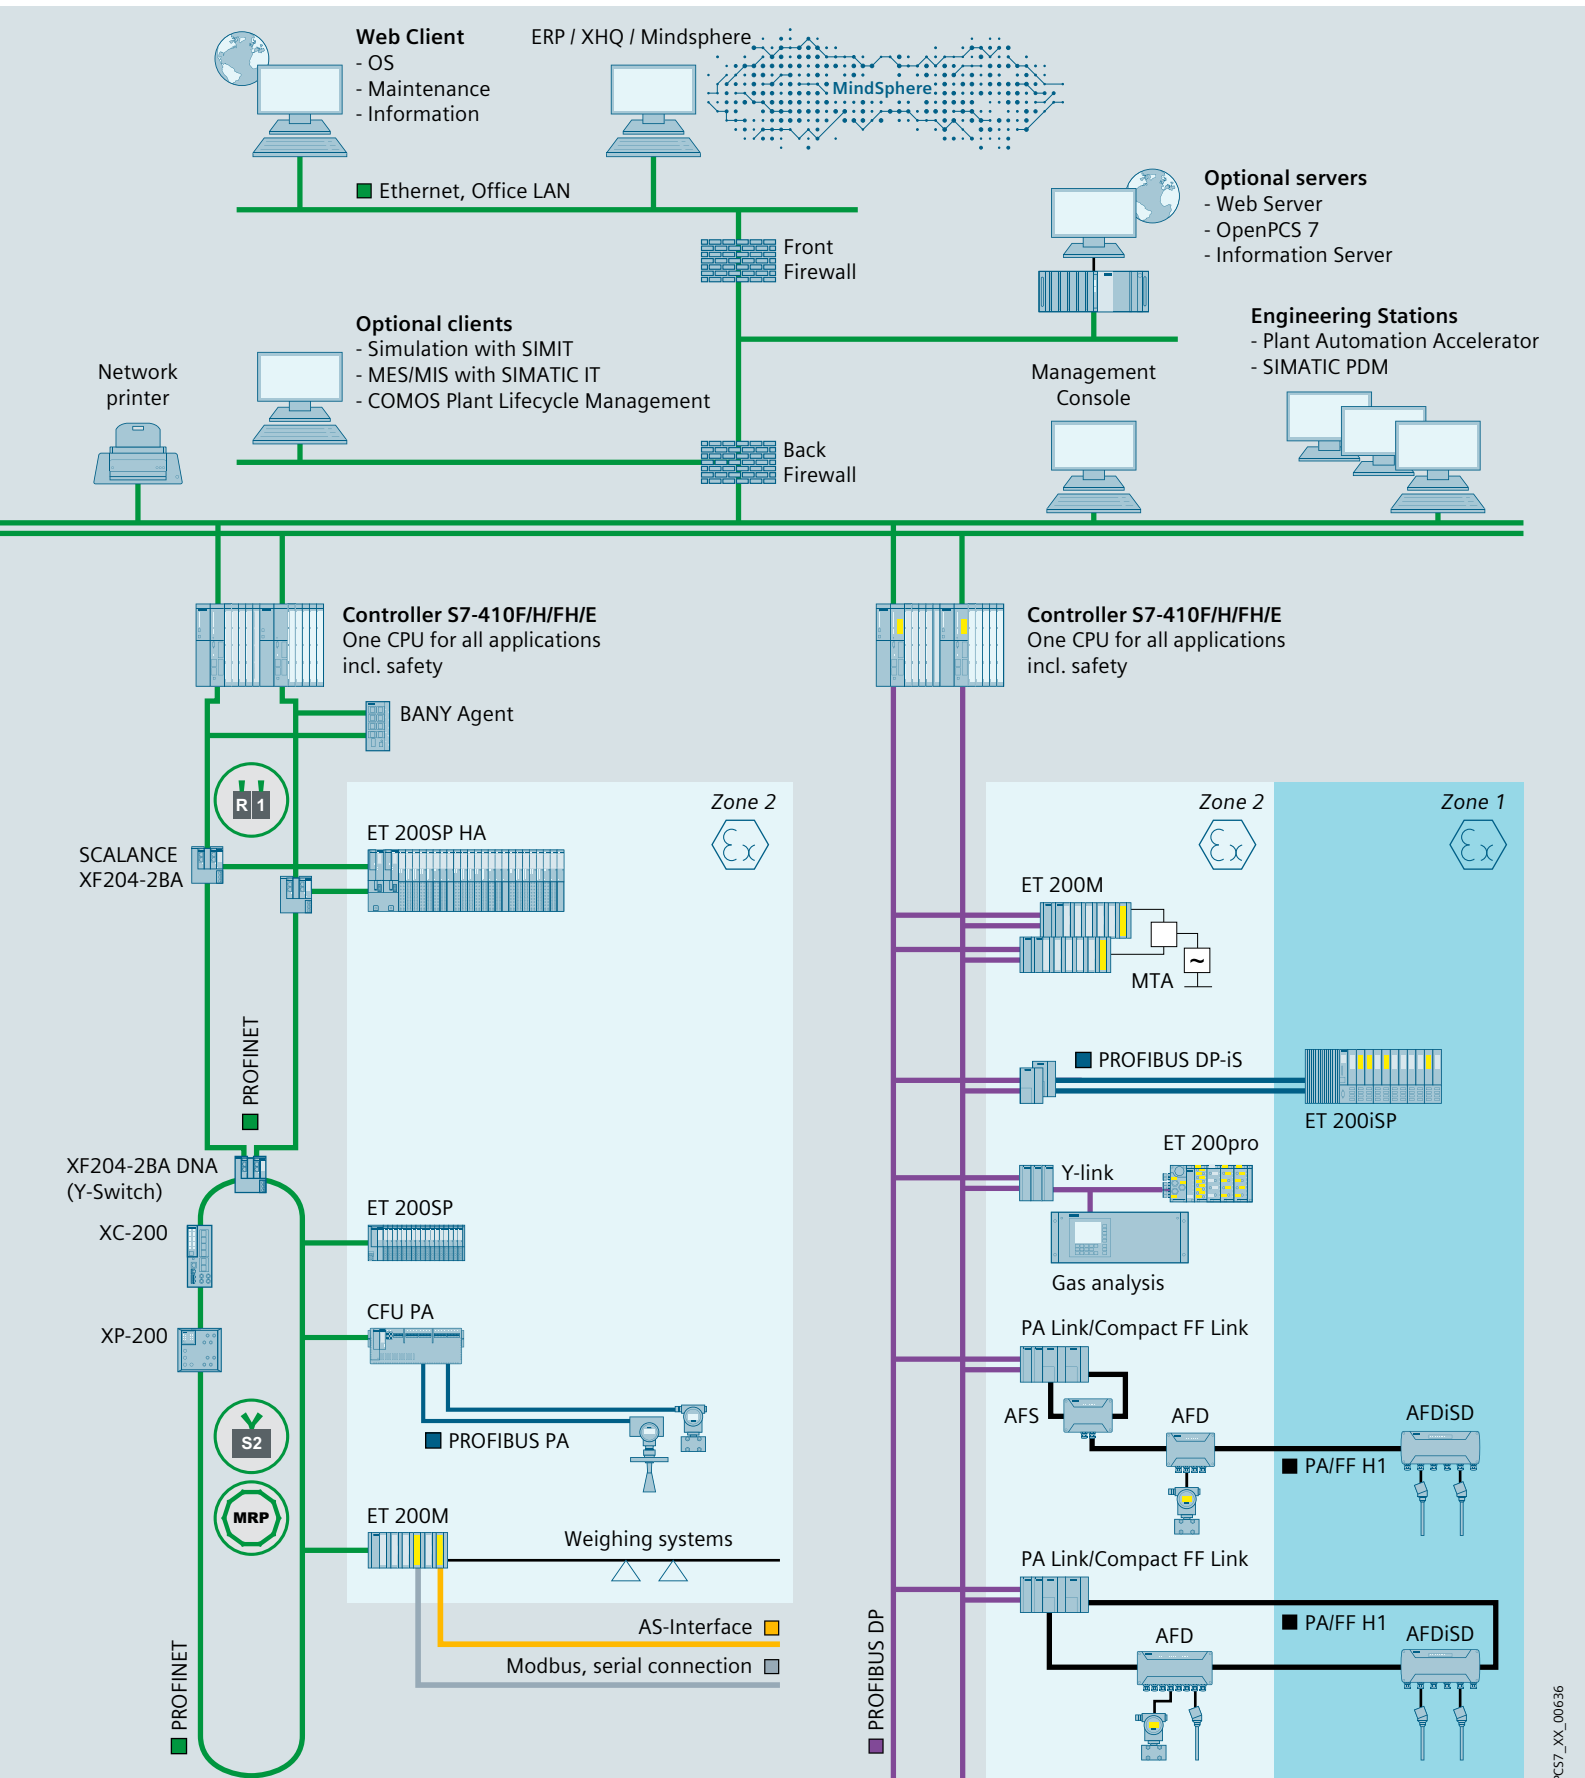 Web Client
- OS
- Maintenance
- Information
ERP / XHQ / Mindsphere
MindSphere
Ethernet, Office LAN
Optional servers
- Web Server
- OpenPCS 7
- Information Server
Front
Firewall
Optional clients
- Simulation with SIMIT
- MES/MIS with SIMATIC IT
- COMOS Plant Lifecycle Management
Engineering Stations
- Plant Automation Accelerator
- SIMATIC PDM
Network
printer
Management
Console
Back
Firewall
Controller S7-410F/H/FH/E
One CPU for all applications
incl. safety
Controller S7-410F/H/FH/E
One CPU for all applications
incl. safety
BANY Agent
R 1
Zone 2
Ex
ET 200SP HA
SCALANCE
XF204-2BA
PROFINET
XF204-2BA DNA
(Y-Switch)
XC-200
ET 200SP
CFU PA
XP-200
S2
PROFIBUS PA
MRP
ET 200M
Weighing systems
AS-Interface
Modbus, serial connection
PROFINET
Zone 2
Ex
Zone 1
Ex
ET 200M
~
MTA
PROFIBUS DP-iS
ET 200iSP
ET 200pro
Y-link
Gas analysis
PA Link/Compact FF Link
AFS
AFD
AFDiSD
PA/FF H1
PA Link/Compact FF Link
PA/FF H1
AFD
AFDiSD
PROFIBUS DP
PCS7_XX_00636